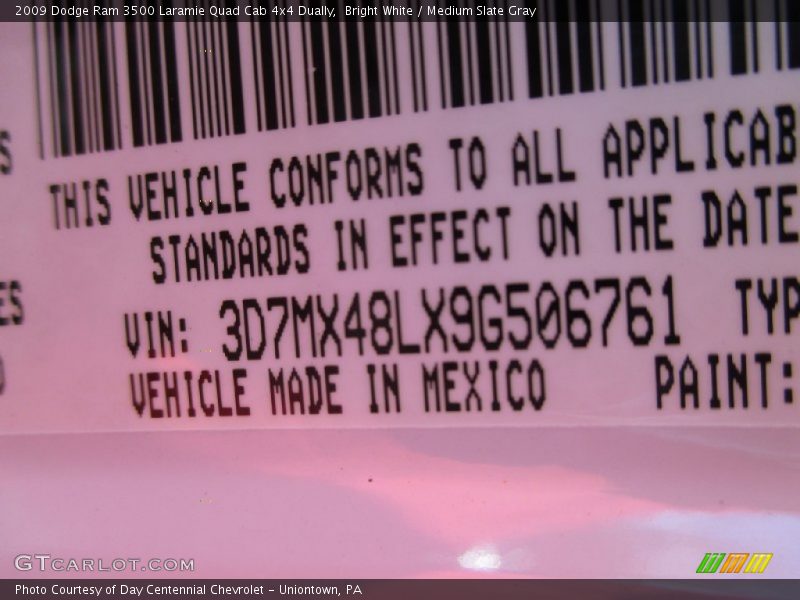 2009 Dodge Ram 3500 Laramie Quad Cab 4x4 Dually, Bright White / Medium Slate Gray
THIS VEHICLE CONFORMS TO ALL APPLICAB
STANDARDS IN EFFECT ON THE DATE
VIN: 3D7MX48LX9G506761 TYP
VEHICLE MADE IN MEXICO PAINT:
GTCARLOT.COM
Photo Courtesy of Day Centennial Chevrolet - Uniontown, PA